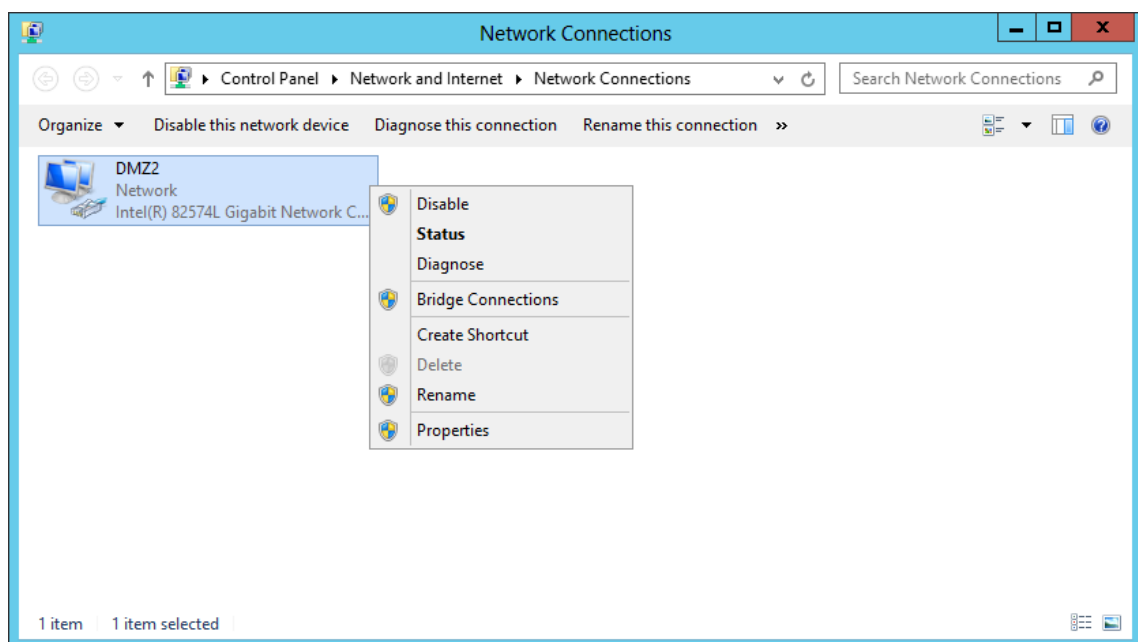 Network Connections
x
Control Panel Network and Internet Network Connections
Search Network Connections
Organize Disable this network device Diagnose this connection Rename this connection »
DMZ2
Network
Intel(R) 82574L Gigabit Network C...
Disable
Status
Diagnose
Bridge Connections
Create Shortcut
Delete
Rename
Properties
1 item 1 item selected